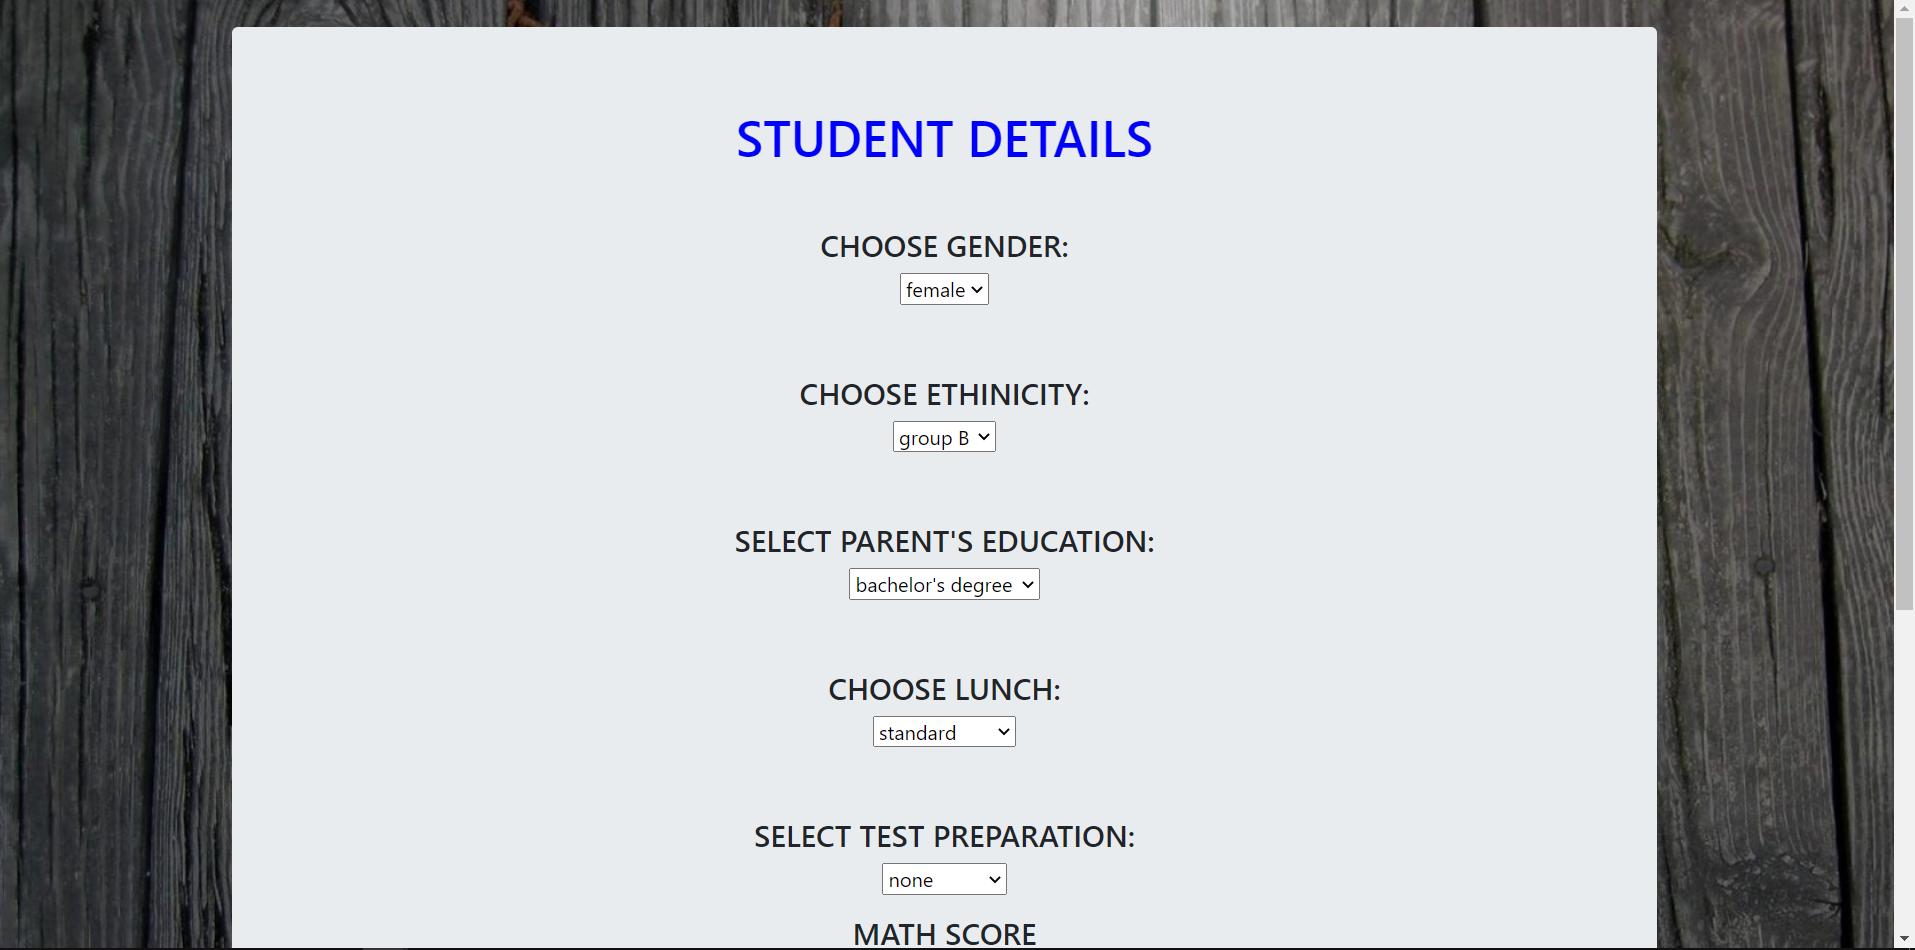 STUDENT DETAILS
CHOOSE GENDER:
female
CHOOSE ETHINICITY:
group B
SELECT PARENT'S EDUCATION:
bachelor's degree
CHOOSE LUNCH:
standard
SELECT TEST PREPARATION:
none
MATH SCORE